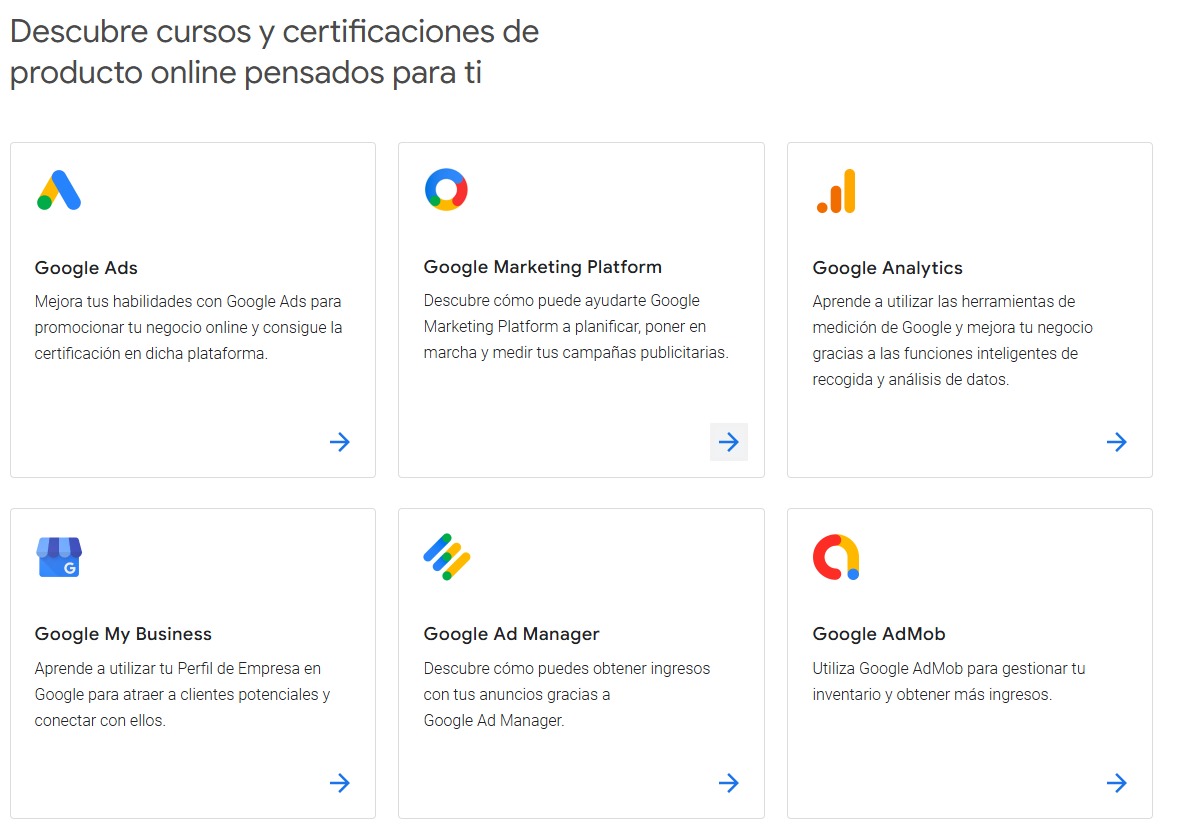 Descubre cursos y certificaciones de
producto online pensados para ti
Google Ads
Mejora tus habilidades con Google Ads para
promocionar tu negocio online y consigue la
certificación en dicha plataforma.
Google Marketing Platform
Descubre cómo puede ayudarte Google
Marketing Platform a planificar, poner en
marcha y medir tus campañas publicitarias.
Google Analytics
Aprende a utilizar las herramientas de
medición de Google y mejora tu negocio
gracias a las funciones inteligentes de
recogida y análisis de datos.
G
Google My Business
Aprende a utilizar tu Perfil de Empresa en
Google para atraer a clientes potenciales y
conectar con ellos.
Google Ad Manager
Descubre cómo puedes obtener ingresos
con tus anuncios gracias a
Google Ad Manager.
Google AdMob
Utiliza Google AdMob para gestionar tu
inventario y obtener más ingresos.